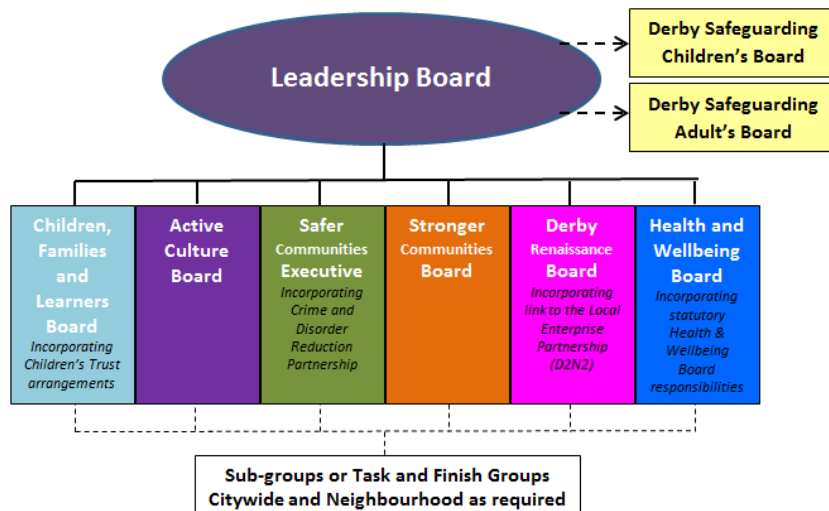 Derby Safeguarding
Children's Board
Leadership Board
Derby Safeguarding
Adult's Board
Children,
Families
and
Learners
Board
Incorporating
Children's Trust
arrangements
Active
Culture
Board
Safer
Communities
Executive
Incorporating
Crime and
Disorder
Reduction
Partnership
Stronger
Communities
Board
Derby
Renaissance
Board
Incorporating
link to the Local
Enterprise
Partnership
(D2N2)
Health and
Wellbeing
Board
Incorporating
statutory
Health &
Wellbeing
Board
responsibilities
Sub-groups or Task and Finish Groups
Citywide and Neighbourhood as required